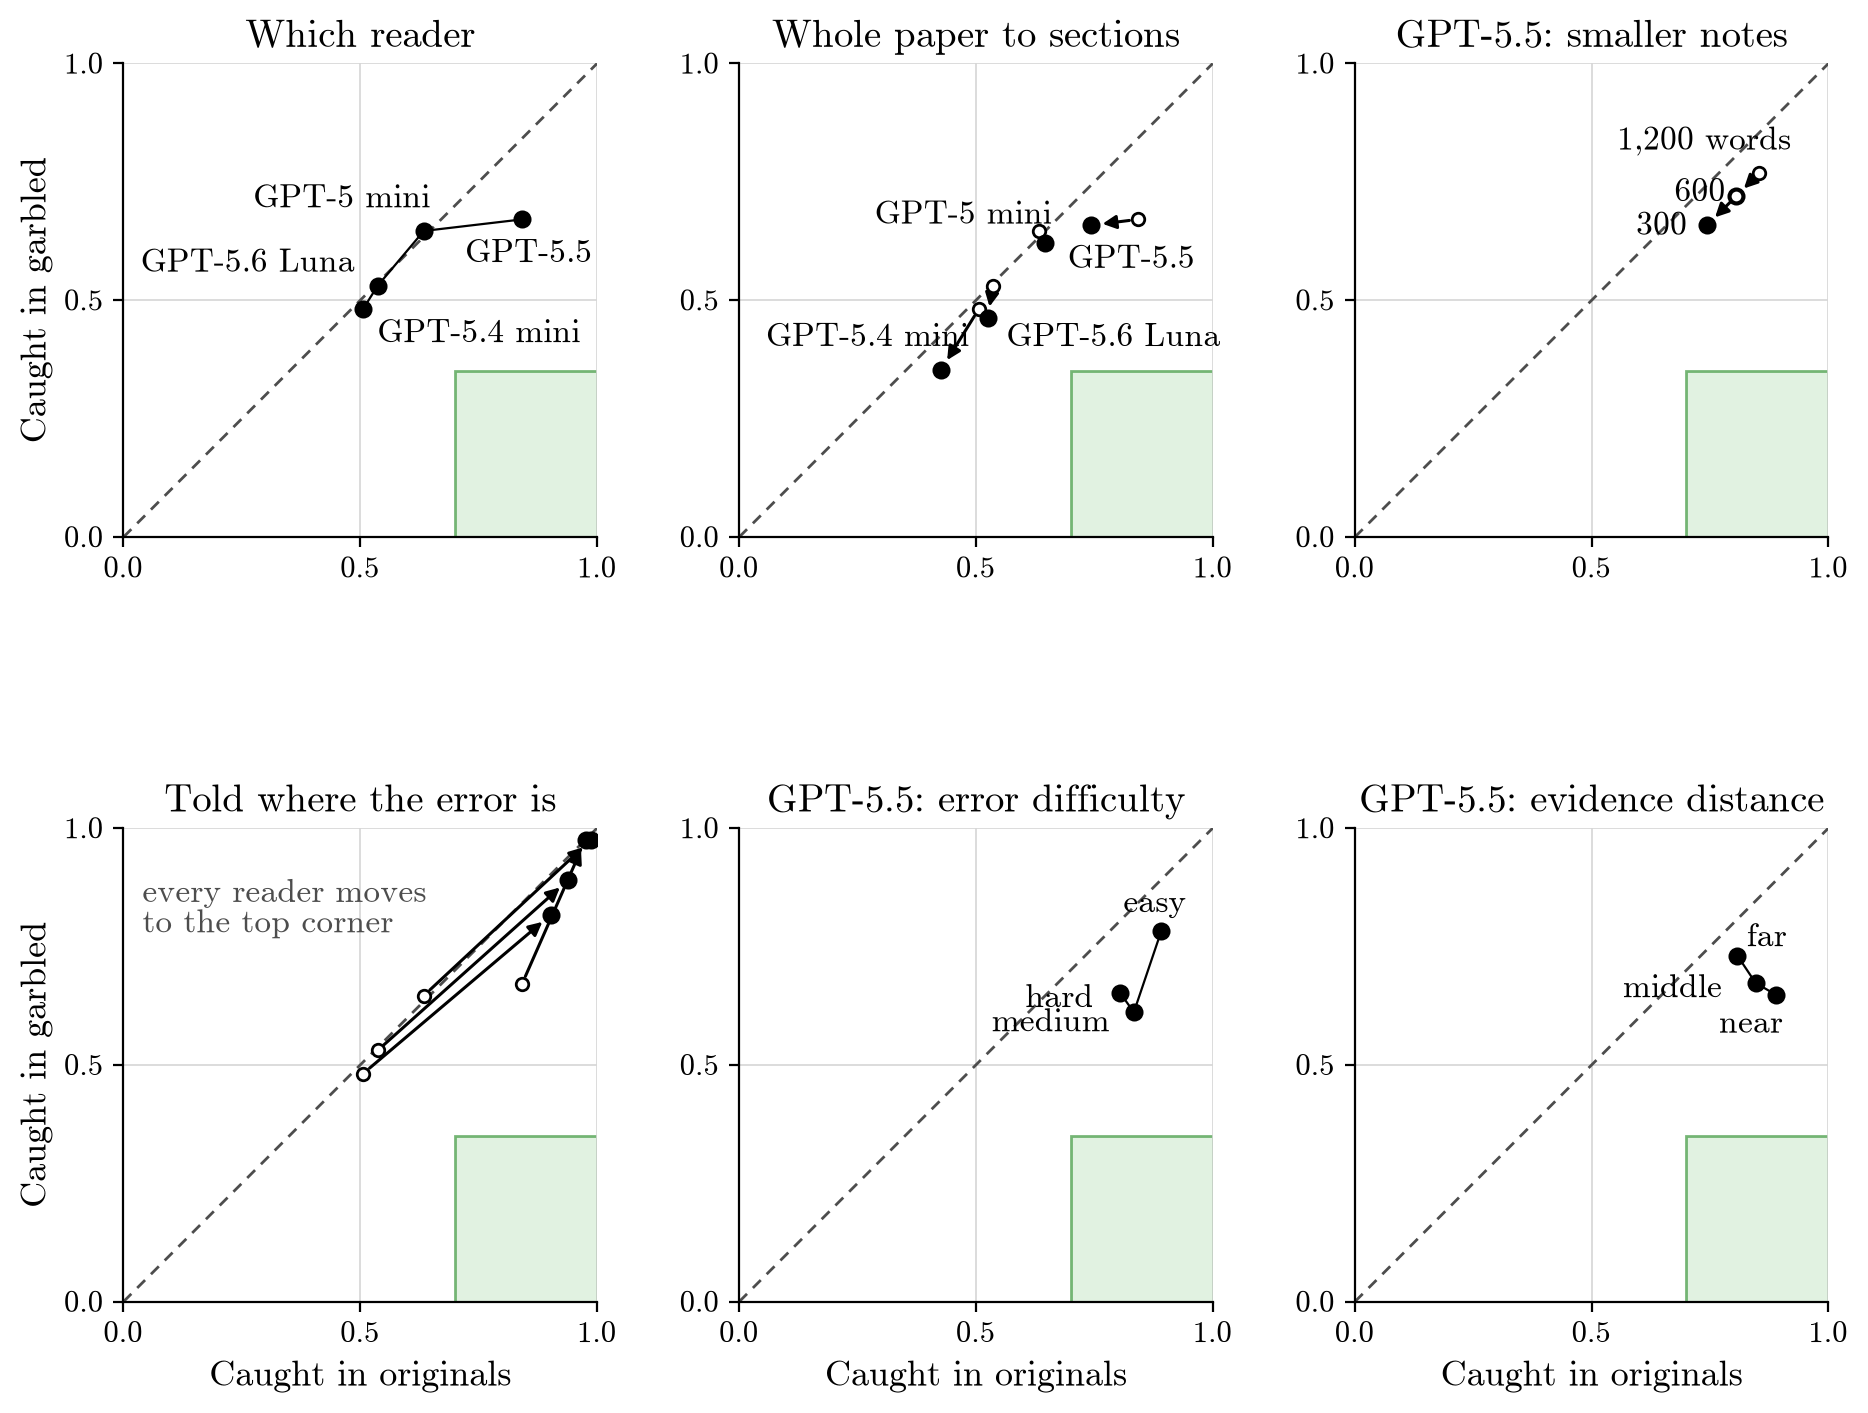 Which reader
Whole paper to sections
GPT-5.5: smaller notes
Caught in garbled
1.0
0.5
0.0
0.0
0.5
1.0
GPT-5 mini
GPT-5.6 Luna
GPT-5.5
GPT-5.4 mini
1.0
0.5
0.0
0.0
0.5
1.0
GPT-5 mini
GPT-5.5
GPT-5.4 mini
GPT-5.6 Luna
1.0
0.5
0.0
0.0
0.5
1.0
1,200 words
600
300
Told where the error is
GPT-5.5: error difficulty
GPT-5.5: evidence distance
Caught in garbled
1.0
0.5
0.0
0.0
0.5
1.0
every reader moves
to the top corner
Caught in originals
1.0
0.5
0.0
0.0
0.5
1.0
easy
hard
medium
Caught in originals
1.0
0.5
0.0
0.0
0.5
1.0
far
middle
near
Caught in originals